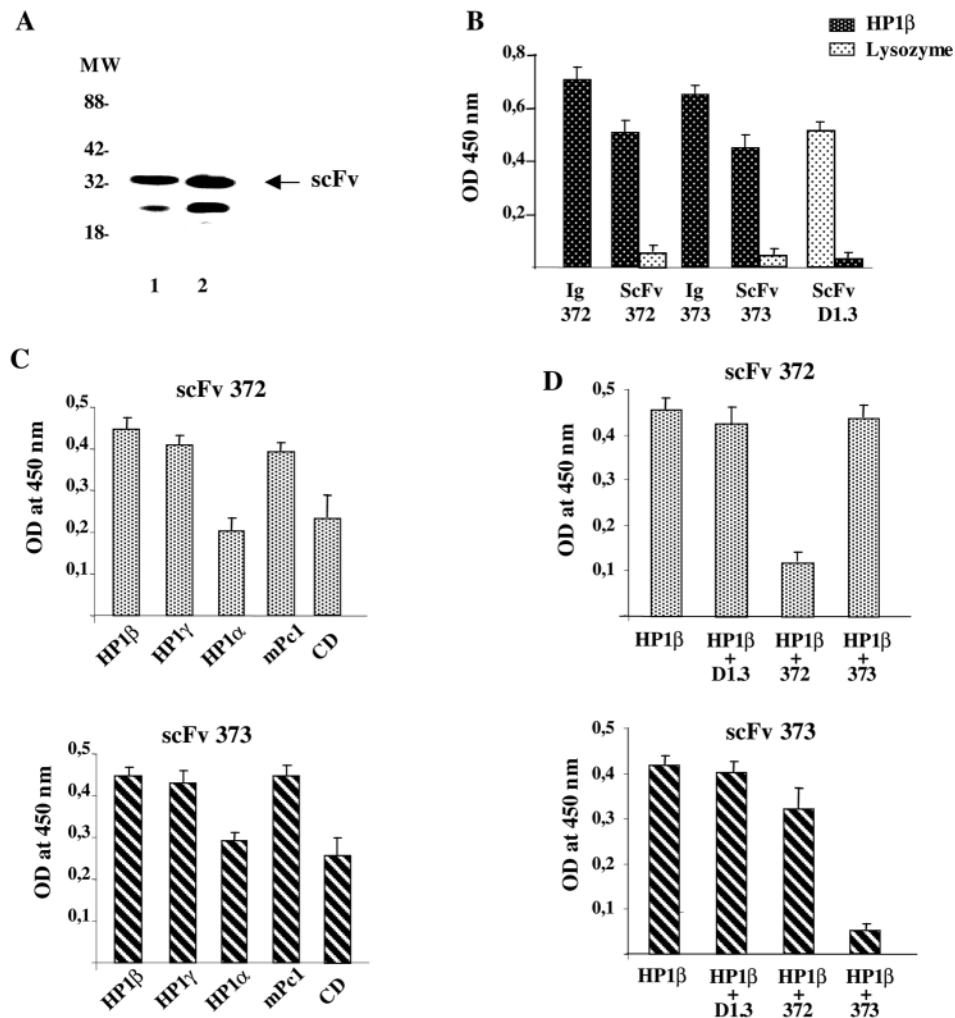 A
MW
88-
42-
32-
18-
scFv
1 2
B
HP1β
Lysozyme
OD 450 nm
0,8
0,6
0,4
0,2
Ig 372
ScFv 372
Ig 373
ScFv 373
ScFv D1.3
C
scFv 372
OD at 450 nm
0,5
0,4
0,2
0,1
HP1β HP1γ HP1α mPc1 CD
scFv 373
OD at 450 nm
0,5
0,4
0,3
0,2
0,1
HP1β HP1γ HP1α mPc1 CD
D
scFv 372
OD at 450 nm
0,5
0,4
0,3
0,2
0,1
HP1β
HP1β + D1.3
HP1β + 372
HP1β + 373
scFv 373
OD at 450 nm
0,5
0,4
0,3
0,2
0,1
HP1β
HP1β + D1.3
HP1β + 372
HP1β + 373